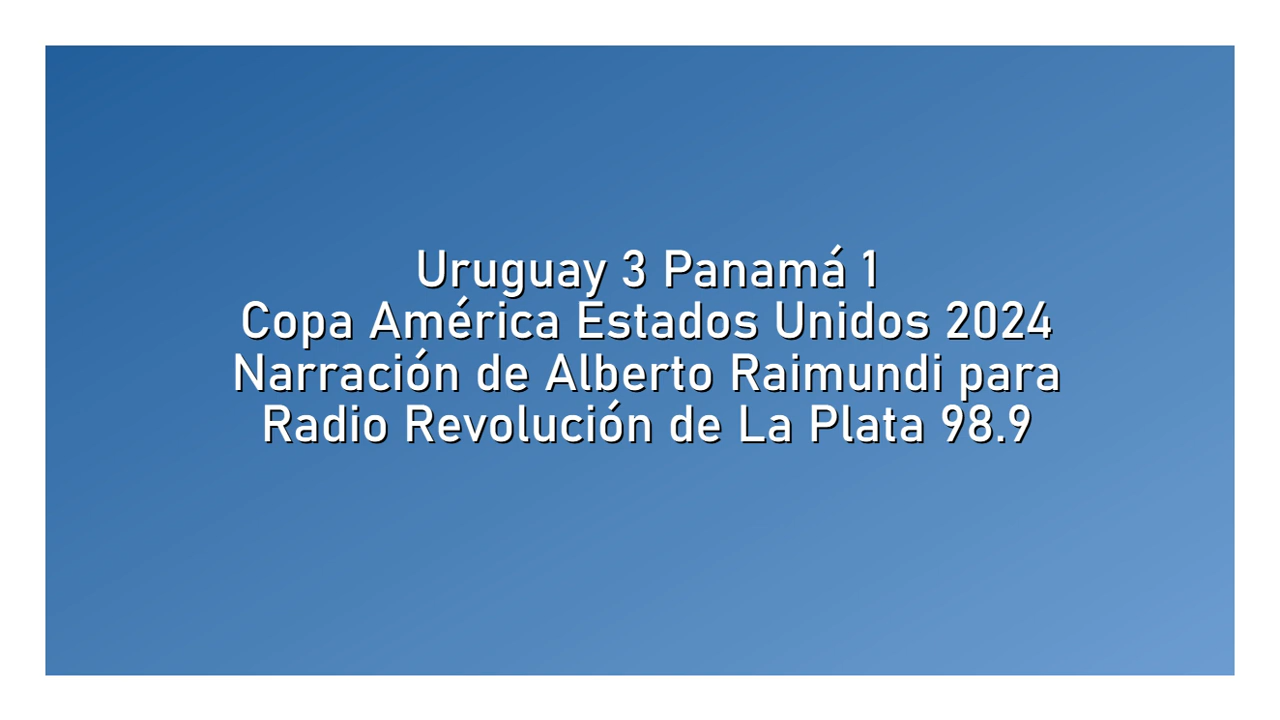 Uruguay 3 Panamá 1
Copa América Estados Unidos 2024
Narración de Alberto Raimundi para
Radio Revolución de La Plata 98.9